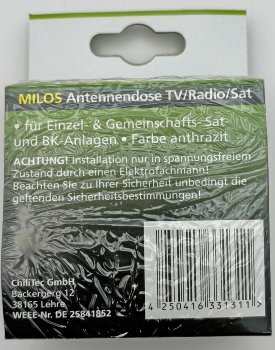 MILOS Antennendose TV/Radio/Sat
• für Einzel- & Gemeinschafts- Sat-
und BK-Anlagen • Farbe anthrazit
ACHTUNG! installation nur in spannungsfreiem
Zustand durch einen Elektrofachmann!
Beachten Sie zu Ihrer Sicherheit unbedingt die
geltenden Sicherheitsbestimmungen!
ChiliTec GmbH
Bäckerberg 12
38165 Lehre
WEEE-Nr. DE 25841852
4 250416 331311 >